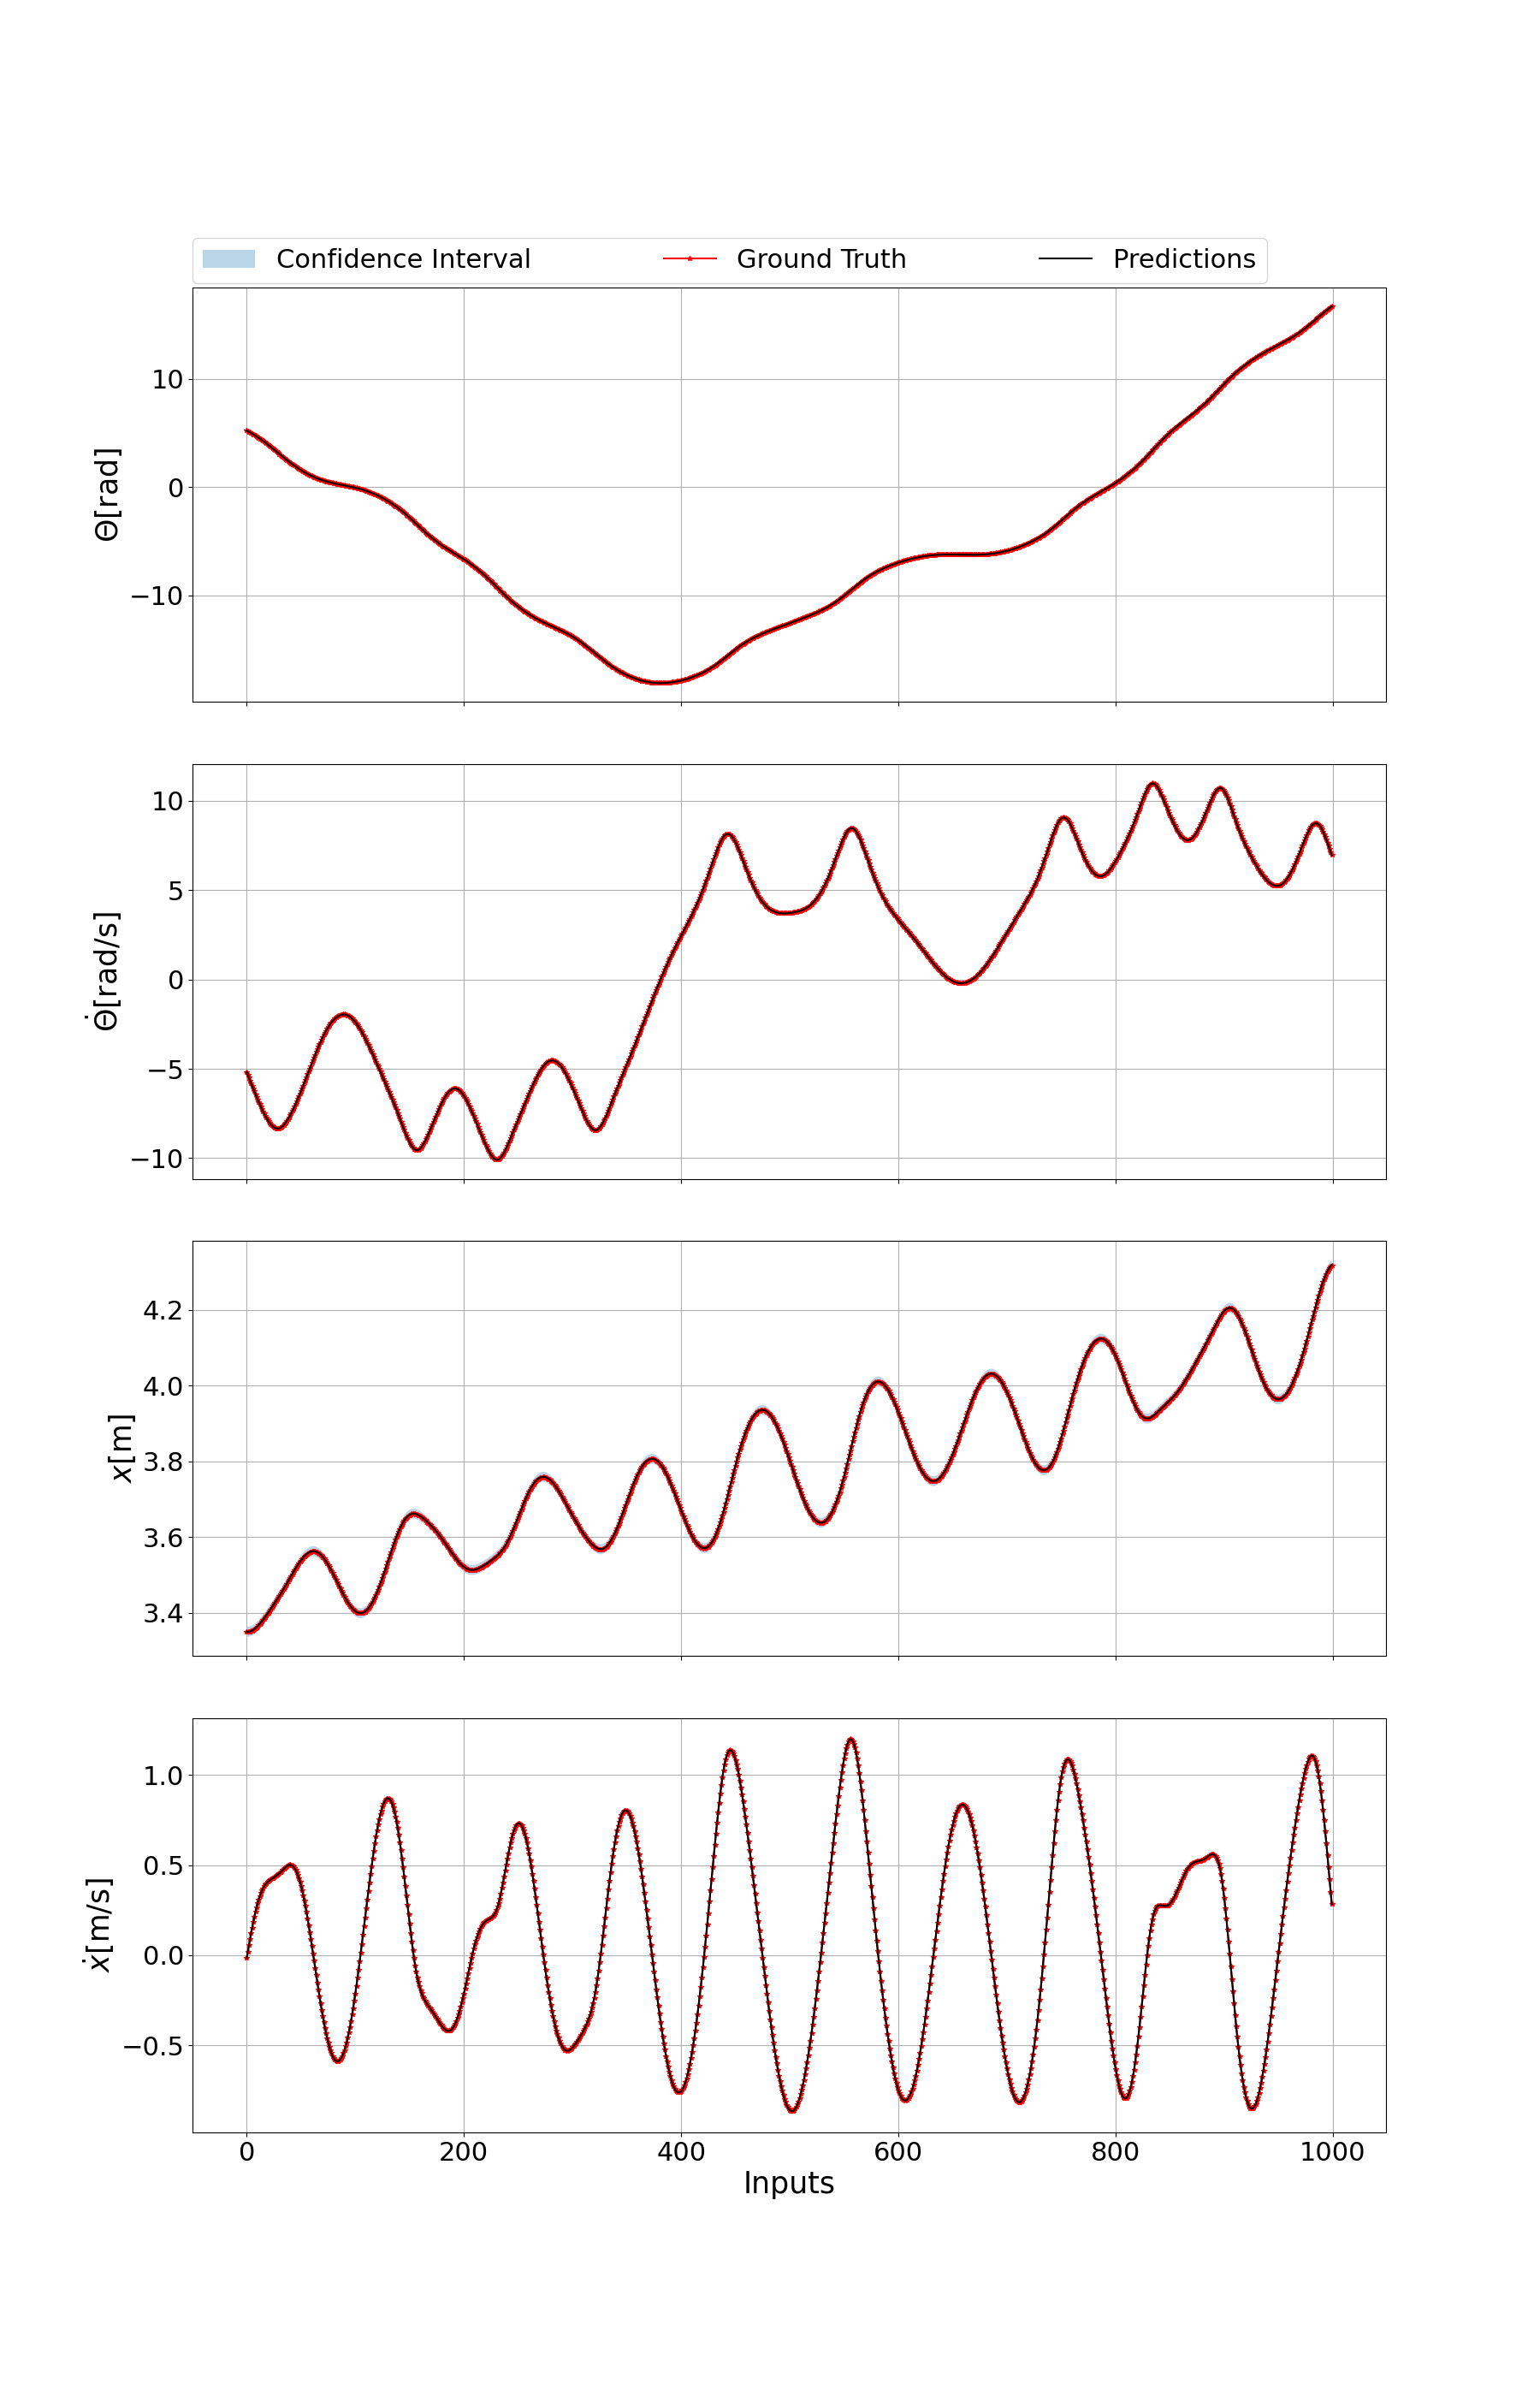 Confidence Interval Ground Truth Predictions
10
0
−10
Θ[rad]
10
5
0
−5
−10
Θ̇[rad/s]
4.2
4.0
3.8
3.6
3.4
x[m]
1.0
0.5
0.0
−0.5
ẋ[m/s]
0 200 400 600 800 1000
Inputs